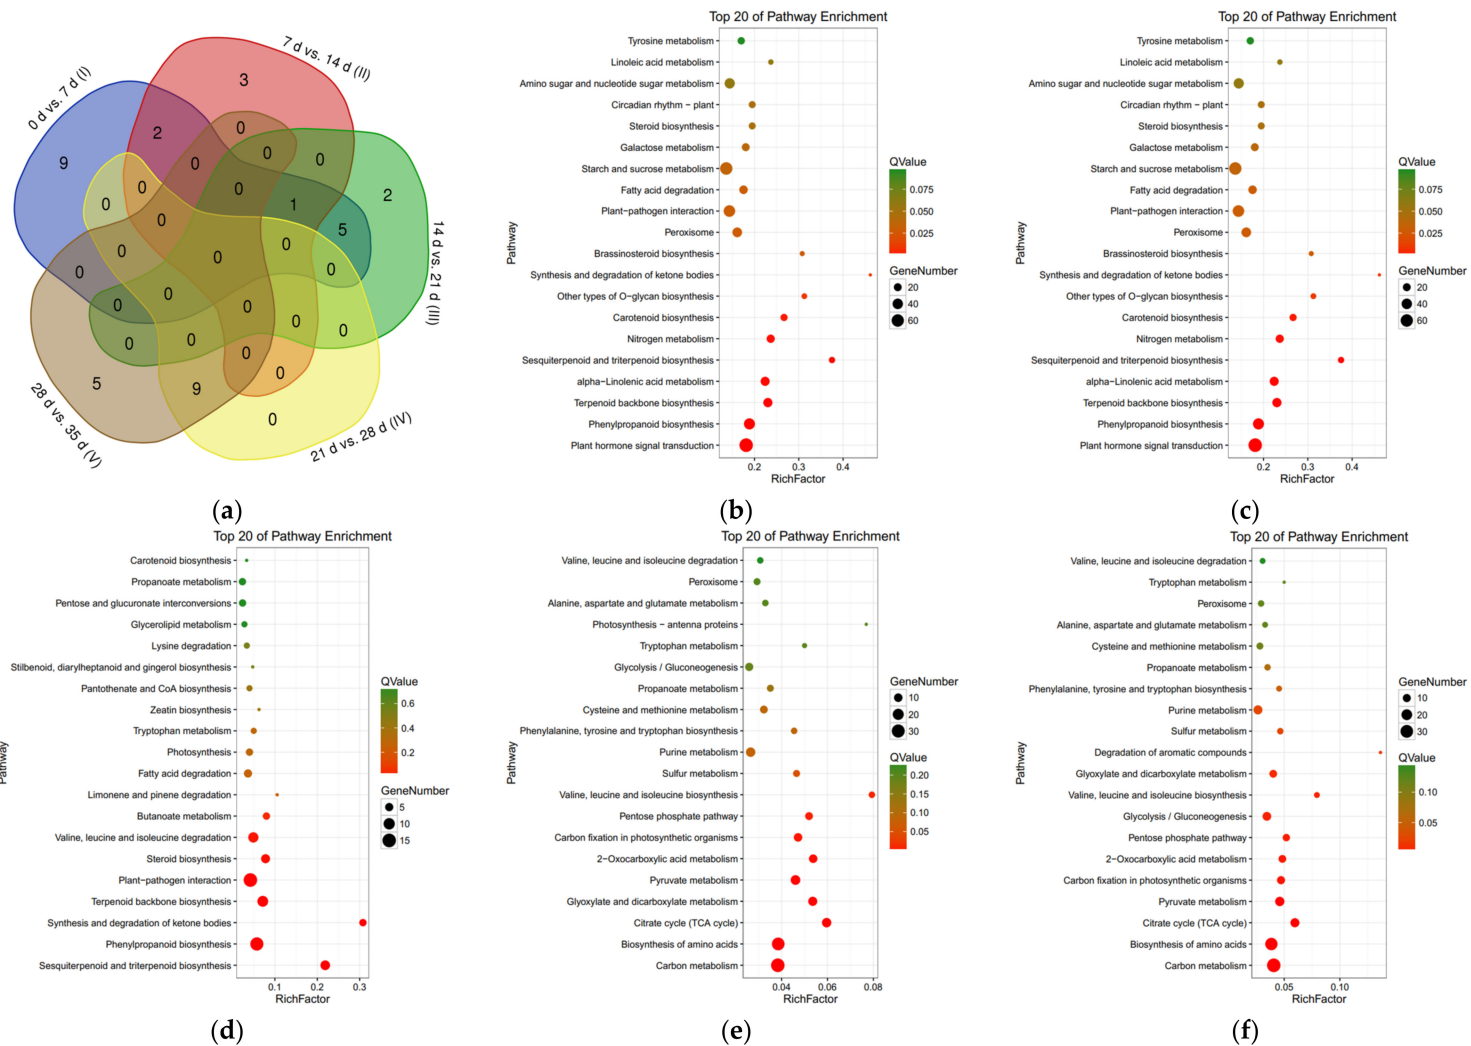 0 d vs. 7 d (I)
7 d vs. 14 d (II)
14 d vs. 21 d (III)
21 d vs. 28 d (IV)
28 d vs. 35 d (V)
3
2
0
9
0
0
0
0
2
0
0
1
0
0
5
0
0
0
0
0
0
0
0
0
0
0
0
0
0
5
9
0
0
(a)
Top 20 of Pathway Enrichment
Pathway
Tyrosine metabolism
Linoleic acid metabolism
Amino sugar and nucleotide sugar metabolism
Circadian rhythm − plant
Steroid biosynthesis
Galactose metabolism
Starch and sucrose metabolism
Fatty acid degradation
Plant−pathogen interaction
Peroxisome
Brassinosteroid biosynthesis
Synthesis and degradation of ketone bodies
Other types of O−glycan biosynthesis
Carotenoid biosynthesis
Nitrogen metabolism
Sesquiterpenoid and triterpenoid biosynthesis
alpha−Linolenic acid metabolism
Terpenoid backbone biosynthesis
Phenylpropanoid biosynthesis
Plant hormone signal transduction
0.2 0.3 0.4
RichFactor
QValue
0.075
0.050
0.025
GeneNumber
20
40
60
(b)
Top 20 of Pathway Enrichment
Pathway
Tyrosine metabolism
Linoleic acid metabolism
Amino sugar and nucleotide sugar metabolism
Circadian rhythm − plant
Steroid biosynthesis
Galactose metabolism
Starch and sucrose metabolism
Fatty acid degradation
Plant−pathogen interaction
Peroxisome
Brassinosteroid biosynthesis
Synthesis and degradation of ketone bodies
Other types of O−glycan biosynthesis
Carotenoid biosynthesis
Nitrogen metabolism
Sesquiterpenoid and triterpenoid biosynthesis
alpha−Linolenic acid metabolism
Terpenoid backbone biosynthesis
Phenylpropanoid biosynthesis
Plant hormone signal transduction
0.2 0.3 0.4
RichFactor
QValue
0.075
0.050
0.025
GeneNumber
20
40
60
(c)
Top 20 of Pathway Enrichment
Pathway
Carotenoid biosynthesis
Propanoate metabolism
Pentose and glucuronate interconversions
Glycerolipid metabolism
Lysine degradation
Stilbenoid, diarylheptanoid and gingerol biosynthesis
Pantothenate and CoA biosynthesis
Zeatin biosynthesis
Tryptophan metabolism
Photosynthesis
Fatty acid degradation
Limonene and pinene degradation
Butanoate metabolism
Valine, leucine and isoleucine degradation
Steroid biosynthesis
Plant−pathogen interaction
Terpenoid backbone biosynthesis
Synthesis and degradation of ketone bodies
Phenylpropanoid biosynthesis
Sesquiterpenoid and triterpenoid biosynthesis
0.1 0.2 0.3
RichFactor
QValue
0.6
0.4
0.2
GeneNumber
5
10
15
(d)
Top 20 of Pathway Enrichment
Pathway
Valine, leucine and isoleucine degradation
Peroxisome
Alanine, aspartate and glutamate metabolism
Photosynthesis − antenna proteins
Tryptophan metabolism
Glycolysis / Gluconeogenesis
Propanoate metabolism
Cysteine and methionine metabolism
Phenylalanine, tyrosine and tryptophan biosynthesis
Purine metabolism
Sulfur metabolism
Valine, leucine and isoleucine biosynthesis
Pentose phosphate pathway
Carbon fixation in photosynthetic organisms
2−Oxocarboxylic acid metabolism
Pyruvate metabolism
Glyoxylate and dicarboxylate metabolism
Citrate cycle (TCA cycle)
Biosynthesis of amino acids
Carbon metabolism
0.04 0.06 0.08
RichFactor
GeneNumber
10
20
30
QValue
0.20
0.15
0.10
0.05
(e)
Top 20 of Pathway Enrichment
Pathway
Valine, leucine and isoleucine degradation
Tryptophan metabolism
Peroxisome
Alanine, aspartate and glutamate metabolism
Cysteine and methionine metabolism
Propanoate metabolism
Phenylalanine, tyrosine and tryptophan biosynthesis
Purine metabolism
Sulfur metabolism
Degradation of aromatic compounds
Glyoxylate and dicarboxylate metabolism
Valine, leucine and isoleucine biosynthesis
Glycolysis / Gluconeogenesis
Pentose phosphate pathway
2−Oxocarboxylic acid metabolism
Carbon fixation in photosynthetic organisms
Pyruvate metabolism
Citrate cycle (TCA cycle)
Biosynthesis of amino acids
Carbon metabolism
0.05 0.10
RichFactor
GeneNumber
10
20
30
QValue
0.10
0.05
(f)